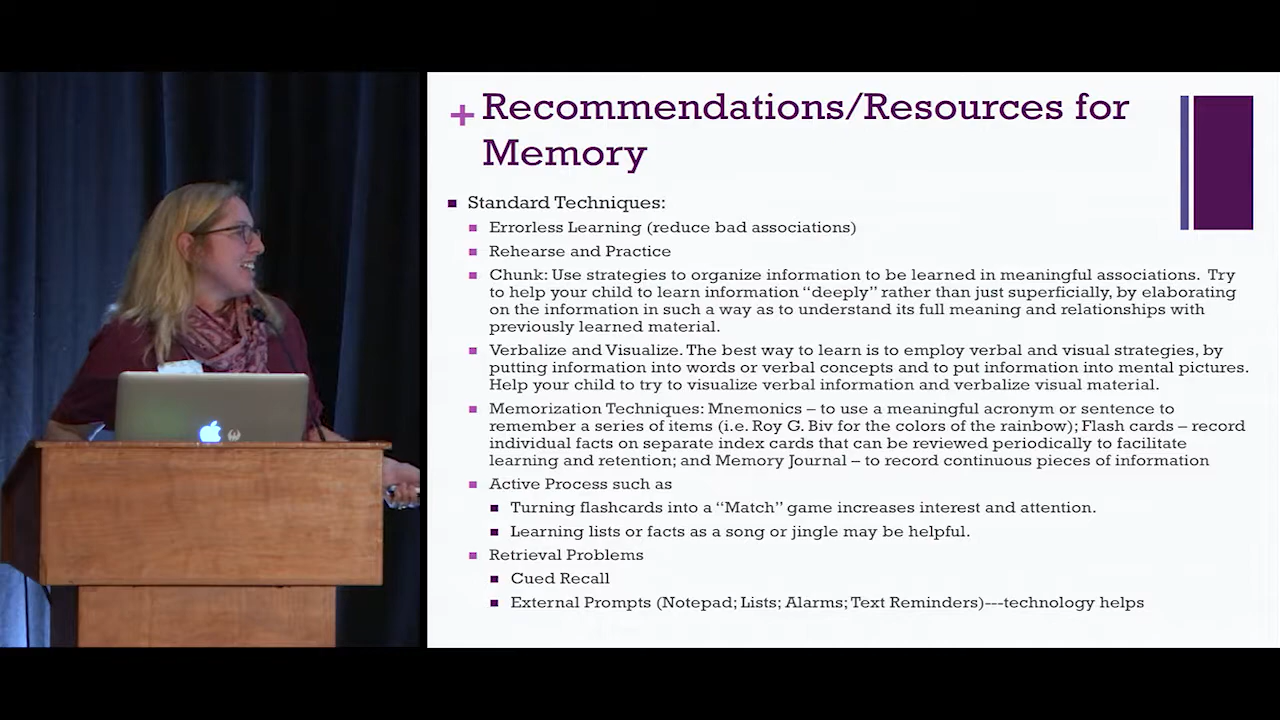 + Recommendations/Resources for
Memory
Standard Techniques:
Errorless Learning (reduce bad associations)
Rehearse and Practice
Chunk: Use strategies to organize information to be learned in meaningful associations. Try
to help your child to learn information “deeply” rather than just superficially, by elaborating
on the information in such a way as to understand its full meaning and relationships with
previously learned material.
Verbalize and Visualize. The best way to learn is to employ verbal and visual strategies, by
putting information into words or verbal concepts and to put information into mental pictures.
Help your child to try to visualize verbal information and verbalize visual material.
Memorization Techniques: Mnemonics – to use a meaningful acronym or sentence to
remember a series of items (i.e. Roy G. Biv for the colors of the rainbow); Flash cards – record
individual facts on separate index cards that can be reviewed periodically to facilitate
learning and retention; and Memory Journal – to record continuous pieces of information
Active Process such as
Turning flashcards into a “Match” game increases interest and attention.
Learning lists or facts as a song or jingle may be helpful.
Retrieval Problems
Cued Recall
External Prompts (Notepad; Lists; Alarms; Text Reminders)---technology helps